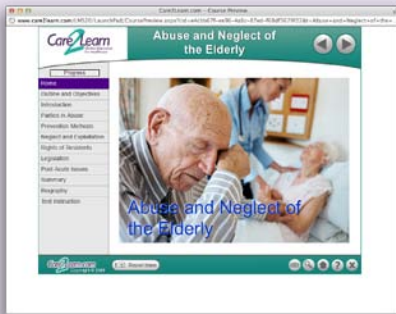 Care2Learn.com — Course Preview
Care2Learn
Abuse and Neglect of
the Elderly
Progress
Home
Outline and Objectives
Introduction
Parties in Abuse
Prevention Methods
Neglect and Exploitation
Rights of Residents
Legislation
Post-Acute Issues
Summary
Biography
Test Instruction
Abuse and Neglect of
the Elderly
Care2Learn.com